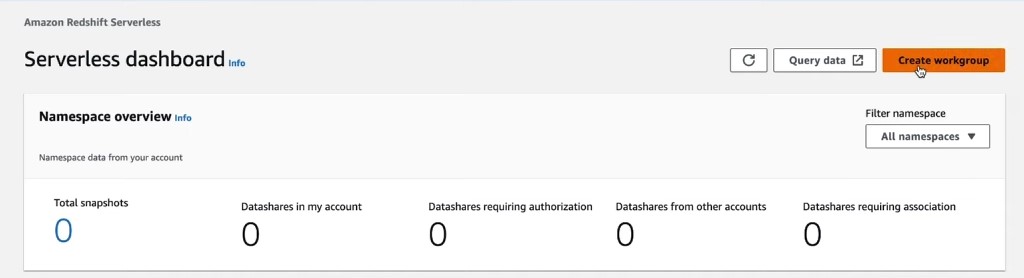 Amazon Redshift Serverless
Serverless dashboard Info
Query data
Create workgroup
Namespace overview Info
Filter namespace
All namespaces
Namespace data from your account
Total snapshots
0
Datashares in my account
0
Datashares requiring authorization
0
Datashares from other accounts
0
Datashares requiring association
0